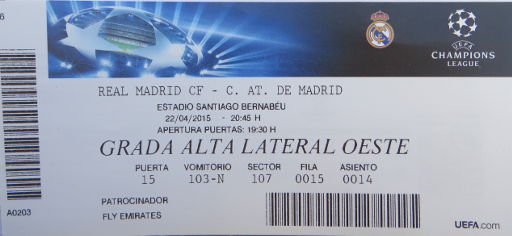 6
UEFA
CHAMPIONS
LEAGUE
REAL MADRID CF - C. AT. DE MADRID
ESTADIO SANTIAGO BERNABÉU
22/04/2015 - 20:45 H
APERTURA PUERTAS: 19:30 H
GRADA ALTA LATERAL OESTE
PUERTA VOMITORIO SECTOR FILA ASIENTO
15 103-N 107 0015 0014
PATROCINADOR
A0203
FLY EMIRATES
UEFA.com